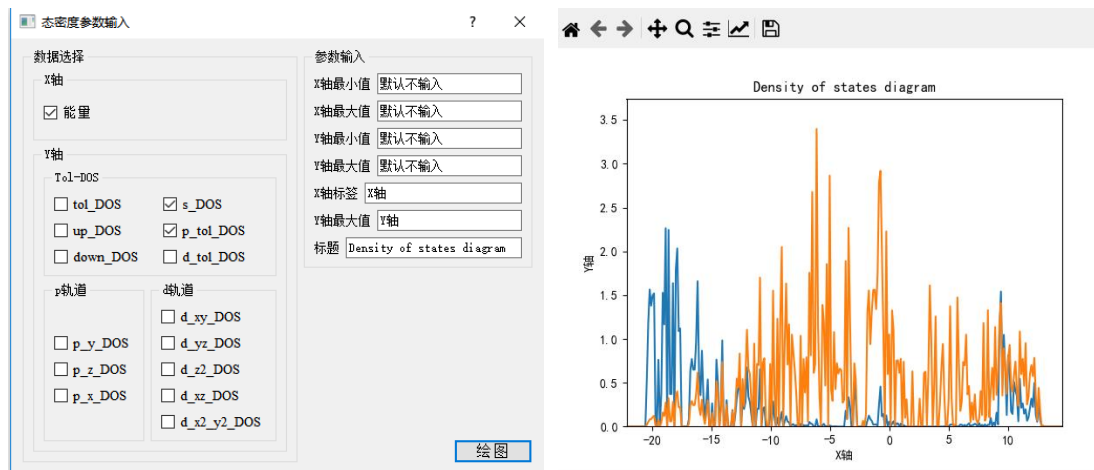 态密度参数输入
?
×
数据选择
X轴
能量
Y轴
Tol-DOS
tol_DOS
s_DOS
up_DOS
p_tol_DOS
down_DOS
d_tol_DOS
p轨道
p_y_DOS
p_z_DOS
p_x_DOS
d轨道
d_xy_DOS
d_yz_DOS
d_z2_DOS
d_xz_DOS
d_x2_y2_DOS
参数输入
X轴最小值 默认不输入
X轴最大值 默认不输入
Y轴最小值 默认不输入
Y轴最大值 默认不输入
X轴标签 X轴
Y轴最大值 Y轴
标题 Density of states diagram
绘图
Density of states diagram
Y轴
3.5
3.0
2.5
2.0
1.5
1.0
0.5
0.0
-20 -15 -10 -5 0 5 10
X轴